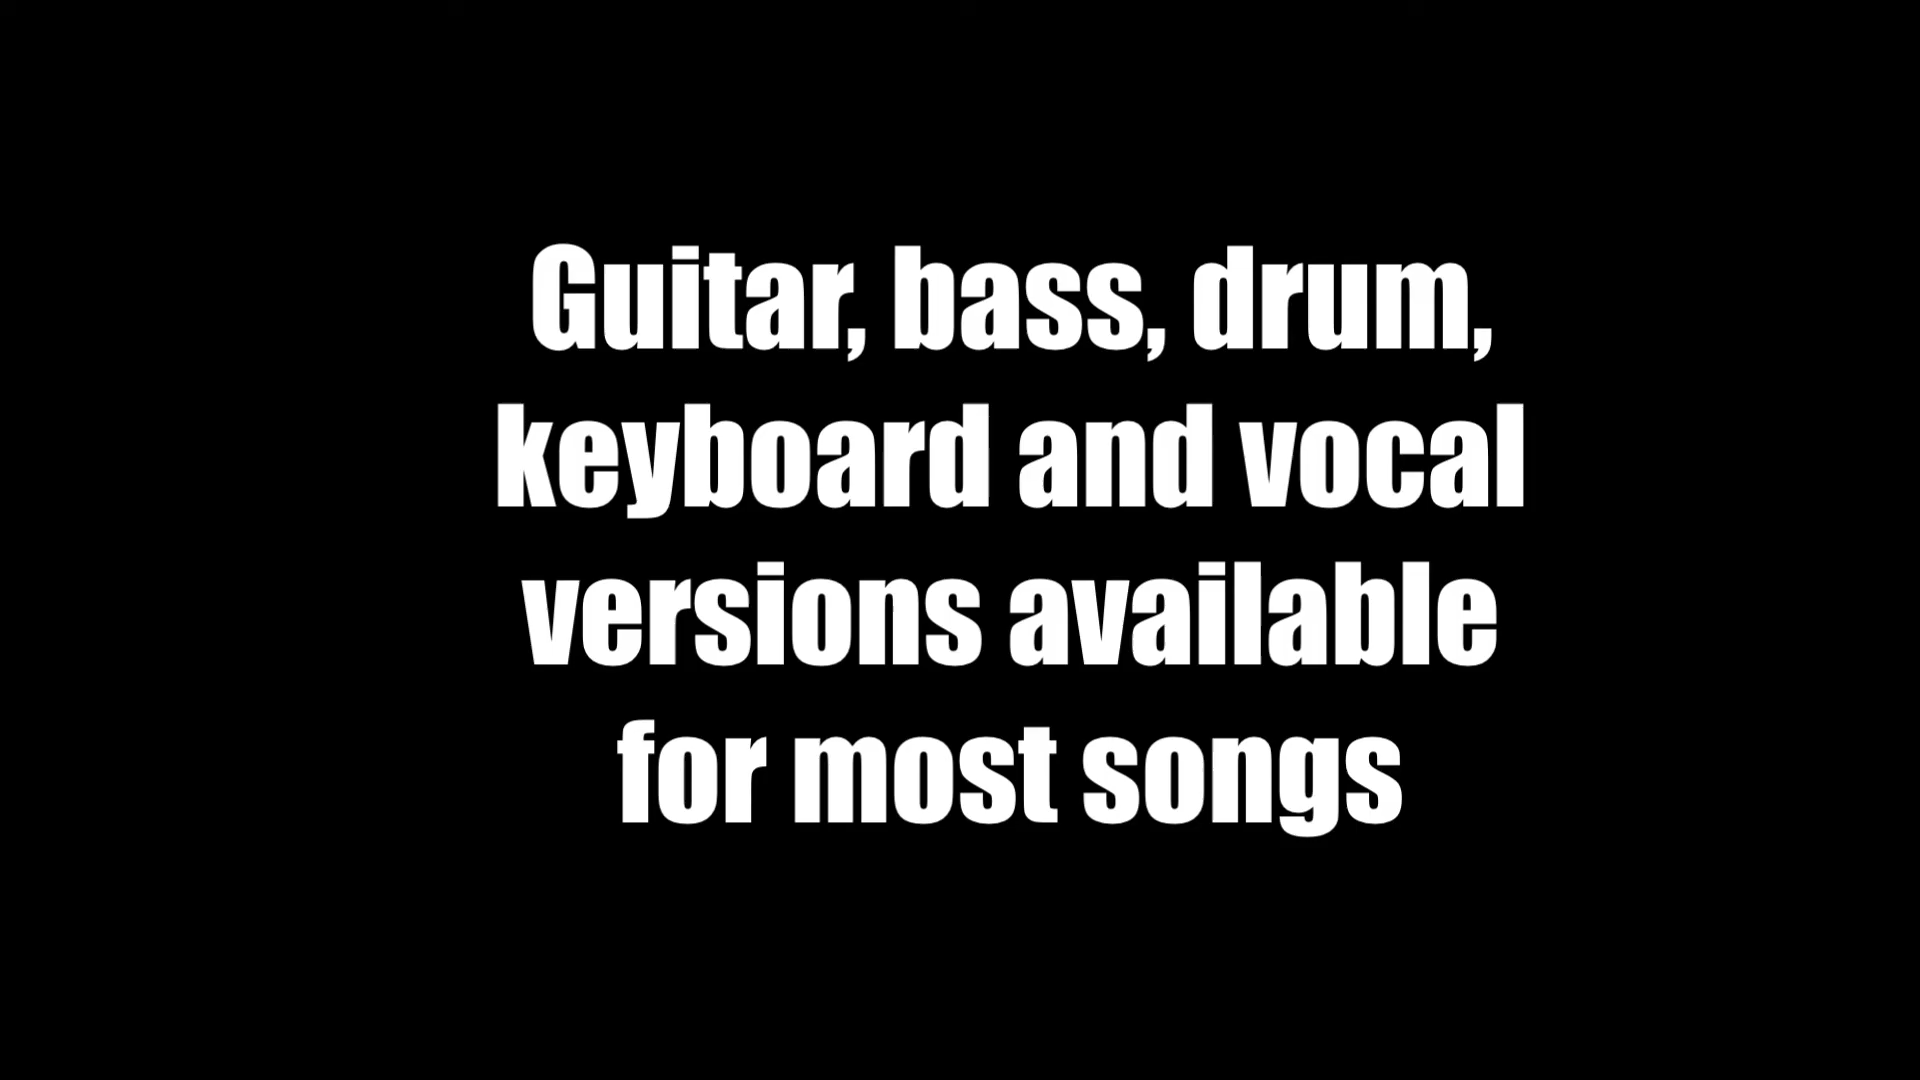 Guitar, bass, drum,
keyboard and vocal
versions available
for most songs